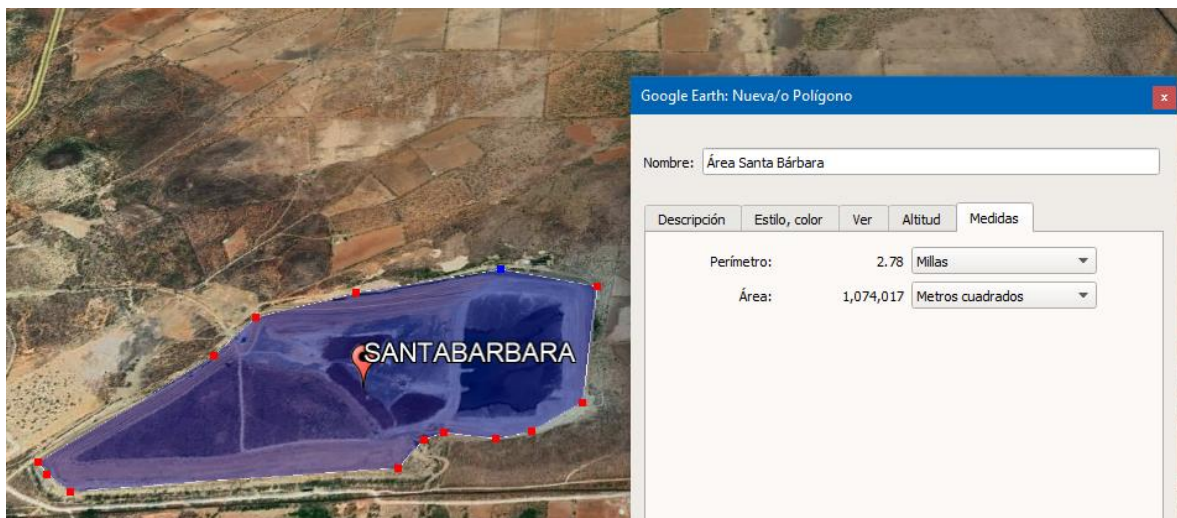 Google Earth: Nueva/o Polígono
x
Nombre: Área Santa Bárbara
Descripción Estilo, color Ver Altitud Medidas
Perímetro: 2.78 Millas
Área: 1,074,017 Metros cuadrados
SANTABARBARA